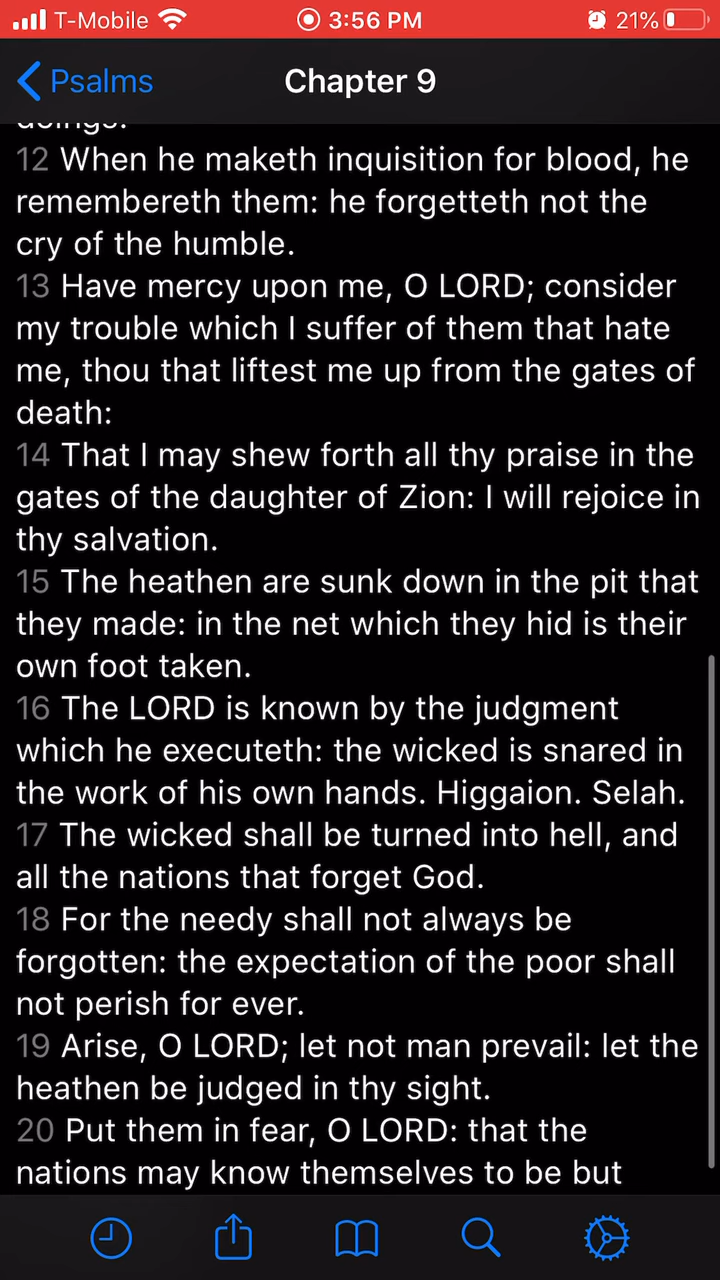 T-Mobile 3:56 PM 21%
Psalms Chapter 9
doings.
12 When he maketh inquisition for blood, he
remembereth them: he forgetteth not the
cry of the humble.
13 Have mercy upon me, O LORD; consider
my trouble which I suffer of them that hate
me, thou that liftest me up from the gates of
death:
14 That I may shew forth all thy praise in the
gates of the daughter of Zion: I will rejoice in
thy salvation.
15 The heathen are sunk down in the pit that
they made: in the net which they hid is their
own foot taken.
16 The LORD is known by the judgment
which he executeth: the wicked is snared in
the work of his own hands. Higgaion. Selah.
17 The wicked shall be turned into hell, and
all the nations that forget God.
18 For the needy shall not always be
forgotten: the expectation of the poor shall
not perish for ever.
19 Arise, O LORD; let not man prevail: let the
heathen be judged in thy sight.
20 Put them in fear, O LORD: that the
nations may know themselves to be but